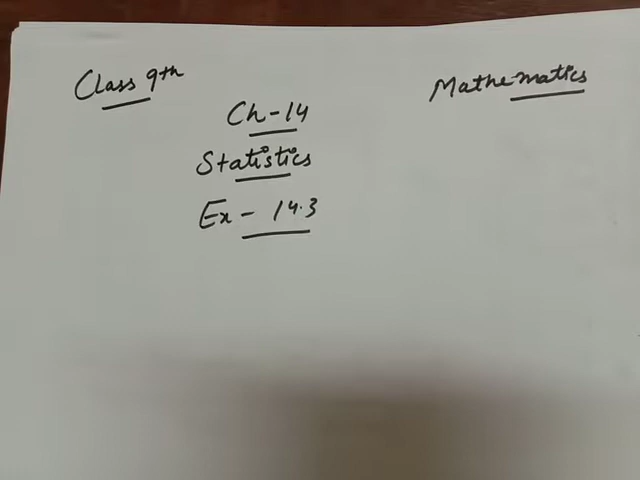 Class 9th
Mathematics
Ch-14
Statistics
Ex- 14.3